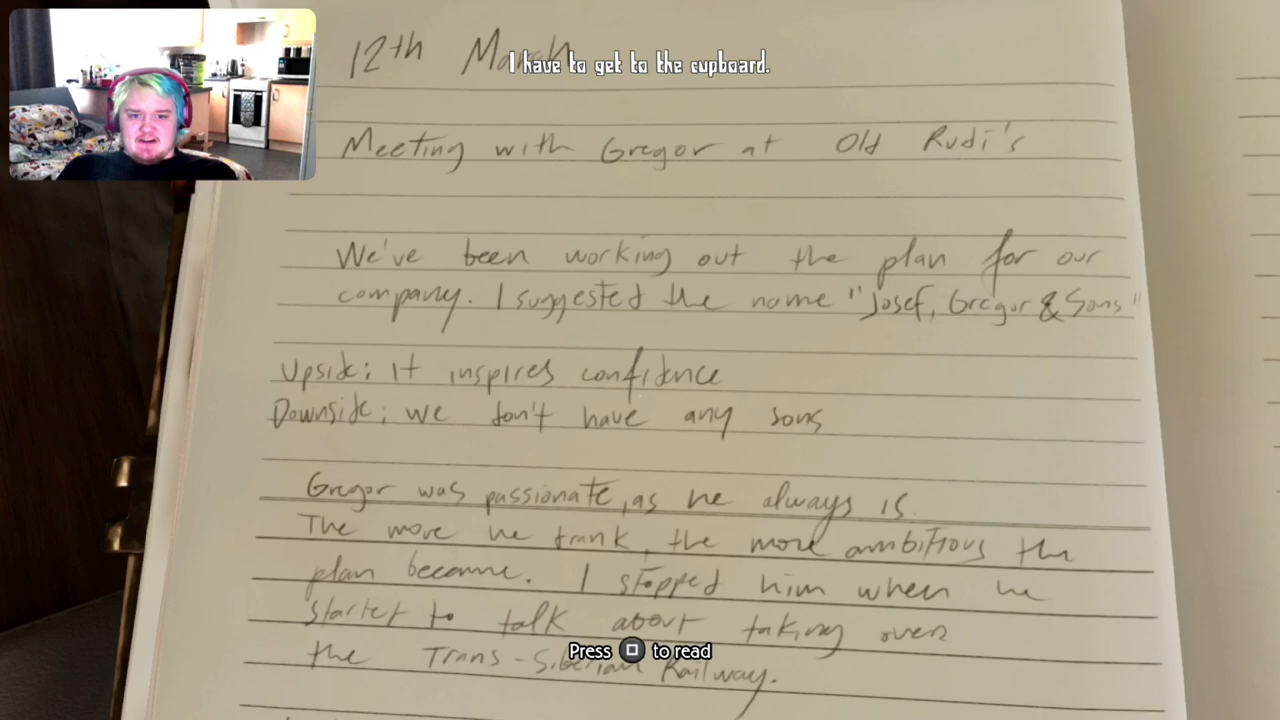 12th March
I have to get to the cupboard.
Meeting with Gregor at Old Rudi's
We've been working out the plan for our
company. I suggested the name "Josef, Gregor & Sons"
Upside: It inspires confidence
Downside: we don't have any sons
Gregor was passionate, as he always is.
The more he drank, the more ambitious the
plan became. I stopped him when he
started to talk about taking over
Press to read
the Trans-Siberian Railway.